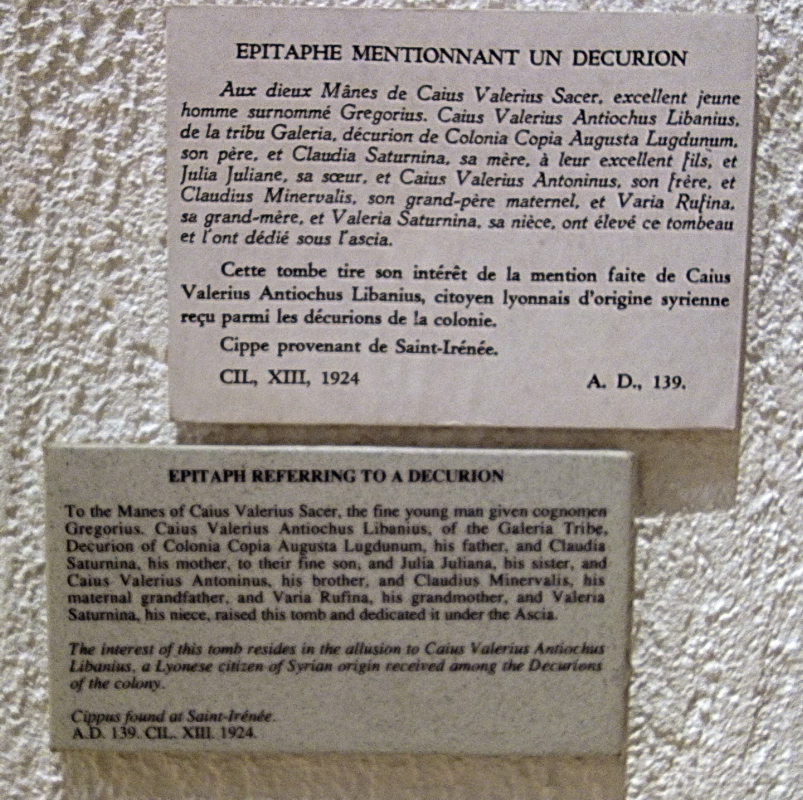 EPITAPHE MENTIONNANT UN DECURION
Aux dieux Mânes de Caius Valerius Sacer, excellent jeune
homme surnommé Gregorius. Caius Valerius Antiochus Libanius,
de la tribu Galeria, décurion de Colonia Copia Augusta Lugdunum,
son père, et Claudia Saturnina, sa mère, à leur excellent fils, et
Julia Juliane, sa sœur, et Caius Valerius Antoninus, son frère, et
Claudius Minervalis, son grand-père maternel, et Varia Rufina,
sa grand-mère, et Valeria Saturnina, sa nièce, ont élevé ce tombeau
et l'ont dédié sous l'ascia.
Cette tombe tire son intérêt de la mention faite de Caius
Valerius Antiochus Libanius, citoyen lyonnais d'origine syrienne
reçu parmi les décurions de la colonie.
Cippe provenant de Saint-Irénée.
CIL, XIII, 1924 A. D., 139.
EPITAPH REFERRING TO A DECURION
To the Manes of Caius Valerius Sacer, the fine young man given cognomen
Gregorius. Caius Valerius Antiochus Libanius, of the Galeria Tribe,
Decurion of Colonia Copia Augusta Lugdunum, his father, and Claudia
Saturnina, his mother, to their fine son, and Julia Juliana, his sister, and
Caius Valerius Antoninus, his brother, and Claudius Minervalis, his
maternal grandfather, and Varia Rufina, his grandmother, and Valeria
Saturnina, his niece, raised this tomb and dedicated it under the Ascia.
The interest of this tomb resides in the allusion to Caius Valerius Antiochus
Libanius, a Lyonese citizen of Syrian origin received among the Decurions
of the colony.
Cippus found at Saint-Irénée.
A.D. 139. CIL. XIII. 1924.